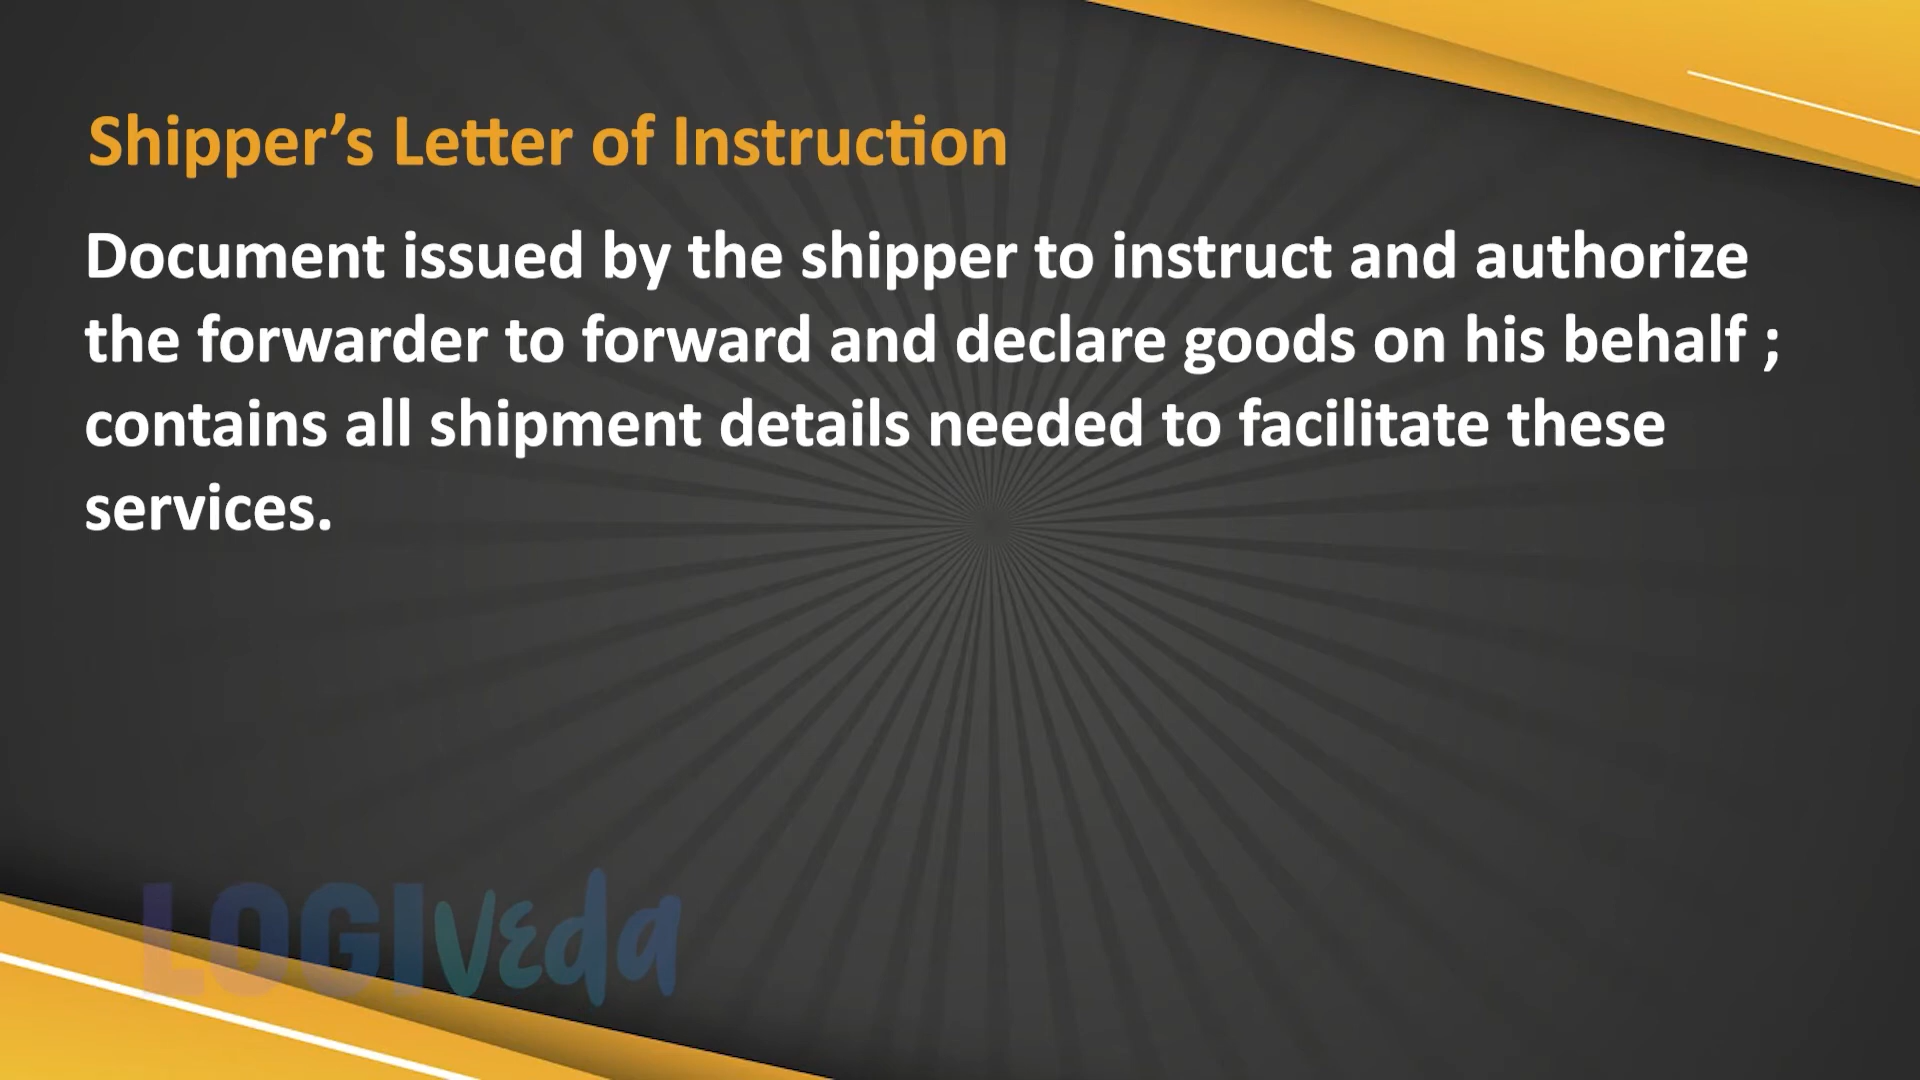 Shipper’s Letter of Instruction
Document issued by the shipper to instruct and authorize
the forwarder to forward and declare goods on his behalf ;
contains all shipment details needed to facilitate these
services.
LOGIveda